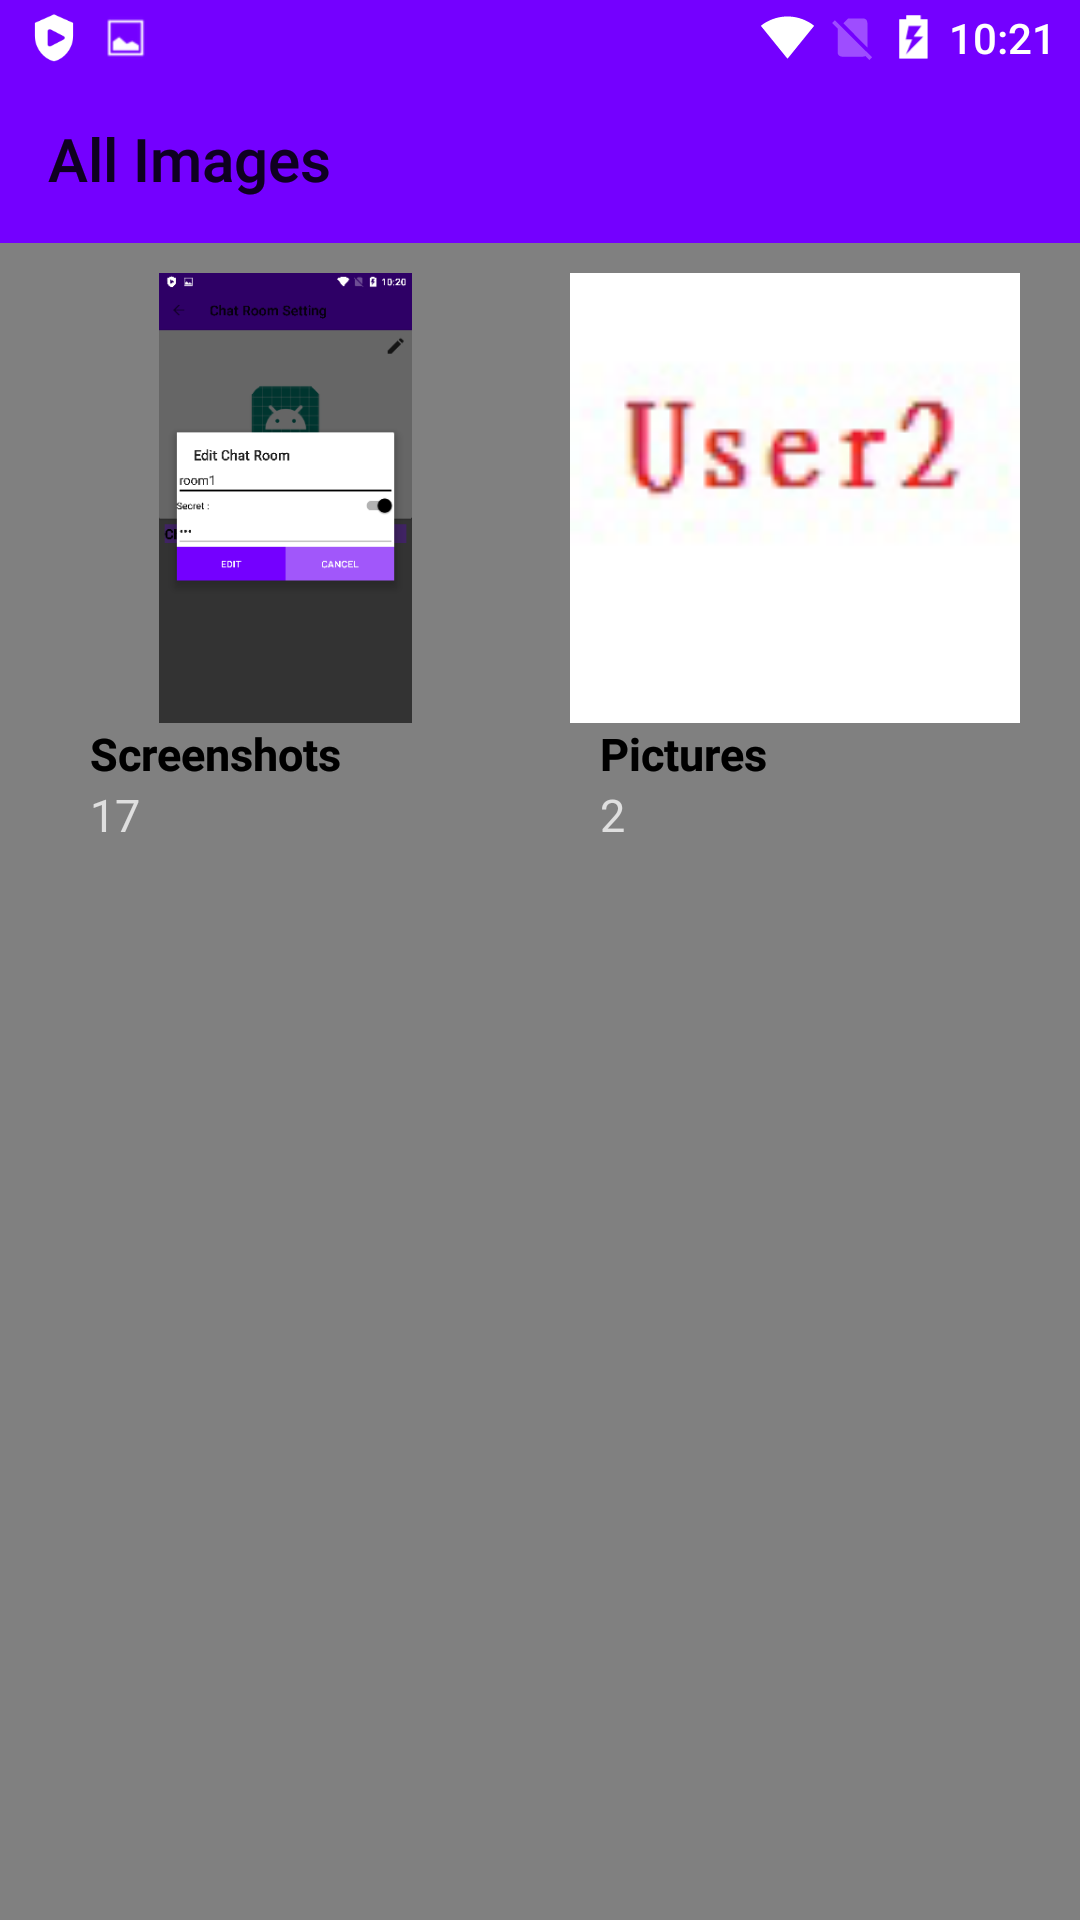 10:21
All Images
10:20
Chat Room Setting
Edit Chat Room
room1
Secret :
EDIT CANCEL
User2
Screenshots
17
Pictures
2